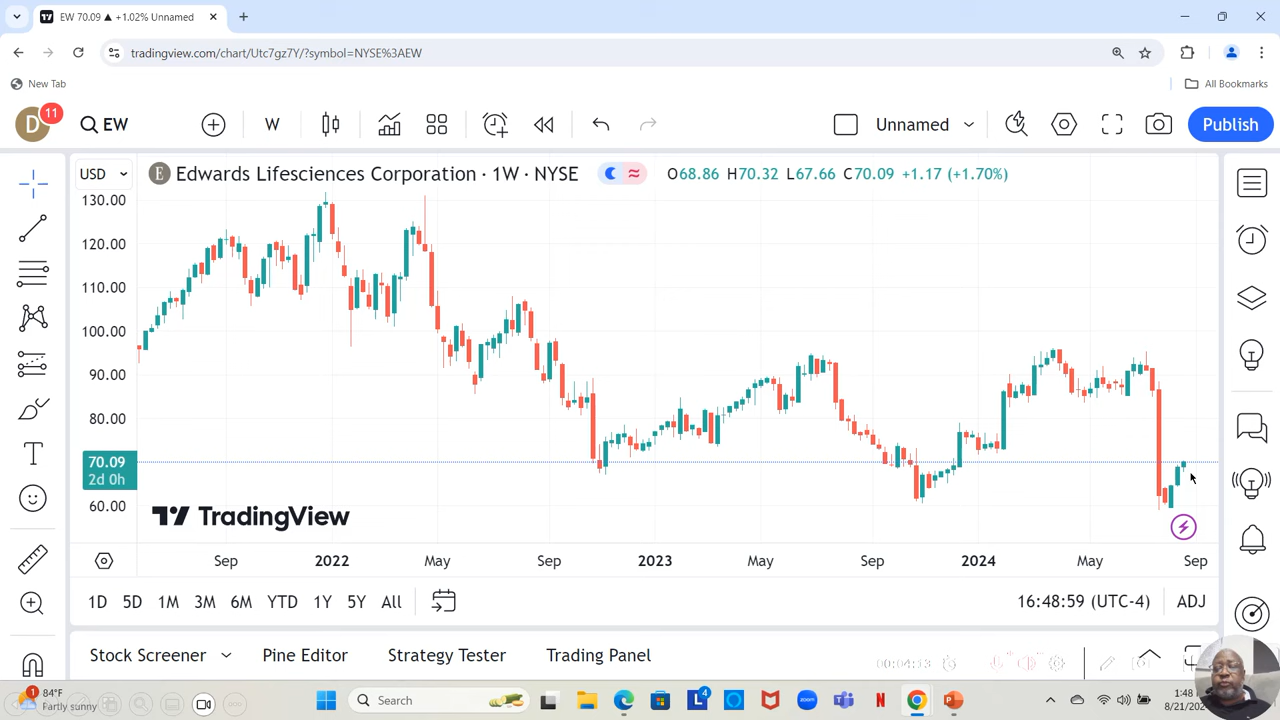 EW 70.09 ▲ +1.02% Unnamed
tradingview.com/chart/Utc7gz7Y/?symbol=NYSE%3AEW
New Tab
All Bookmarks
D
11
EW
W
Unnamed
Publish
USD
E
Edwards Lifesciences Corporation · 1W · NYSE
O68.86 H70.32 L67.66 C70.09 +1.17 (+1.70%)
130.00
120.00
110.00
100.00
90.00
80.00
70.09
2d 0h
60.00
TradingView
Sep
2022
May
Sep
2023
May
Sep
2024
May
Sep
1D
5D
1M
3M
6M
YTD
1Y
5Y
All
16:48:59 (UTC-4)
ADJ
Stock Screener
Pine Editor
Strategy Tester
Trading Panel
1
84°F
Partly sunny
Search
L
4
N
1:48